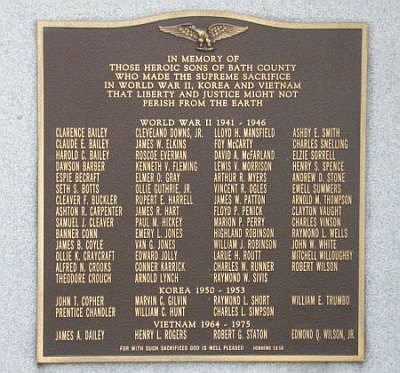 IN MEMORY OF
THOSE HEROIC SONS OF BATH COUNTY
WHO MADE THE SUPREME SACRIFICE
IN WORLD WAR II, KOREA AND VIETNAM
THAT LIBERTY AND JUSTICE MIGHT NOT
PERISH FROM THE EARTH
WORLD WAR II 1941 - 1946
CLARENCE BAILEY CLEVELAND DOWNS, JR. LLOYD H. MANSFIELD ASHBY E. SMITH
CLAUDE E. BAILEY JAMES W. ELKINS FOY McCARTY CHARLES SNELLING
HAROLD C. BAILEY ROSCOE EVERMAN DAVID A. McFARLAND ELZIE SORRELL
DAWSON BARBER KENNETH V. FLEMING LEWIS V. MORRISON HENRY S. SPENCE
ESPIE BECRAFT ELMER O. GRAY ARTHUR R. MYERS ANDREW D. STONE
SETH S. BOTTS OLLIE GUTHRIE, JR. VINCENT R. OGLES EWELL SUMMERS
CLEAVER F. BUCKLER RUPERT E. HARRELL JAMES W. PATTON ARNOLD M. THOMPSON
ASHTON R. CARPENTER JAMES R. HART FLOYD P. PENICK CLAYTON VAUGHT
SAMUEL J. CLEAVER PAUL W. HICKEY MARION P. PERRY CHARLES VINSON
BANNER CONN EMERY L. JONES HIGHLAND ROBINSON RAYMOND L. WELLS
JAMES B. COYLE VAN G. JONES WILLIAM J. ROBINSON JOHN W. WHITE
OLLIE K. CRAYCRAFT EDWARD JOLLY LARUE H. ROUTT MITCHELL WILLOUGHBY
ALFRED N. CROOKS CONNER KARRICK CHARLES W. RUNNER ROBERT WILSON
THEODORE CROUCH ARNOLD LYNCH RAYMOND W. SIVIS
KOREA 1950 - 1953
JOHN T. COPHER MARVIN C. GILVIN RAYMOND L. SHORT WILLIAM E. TRUMBO
PRENTICE CHANDLER WILLIAM C. HUNT CHARLES L. SIMPSON
VIETNAM 1964 - 1975
JAMES A. DAILEY HENRY L. ROGERS ROBERT G. STATON EDMOND O. WILSON, JR.
FOR WITH SUCH SACRIFICES GOD IS WELL PLEASED HEBREWS 13:16